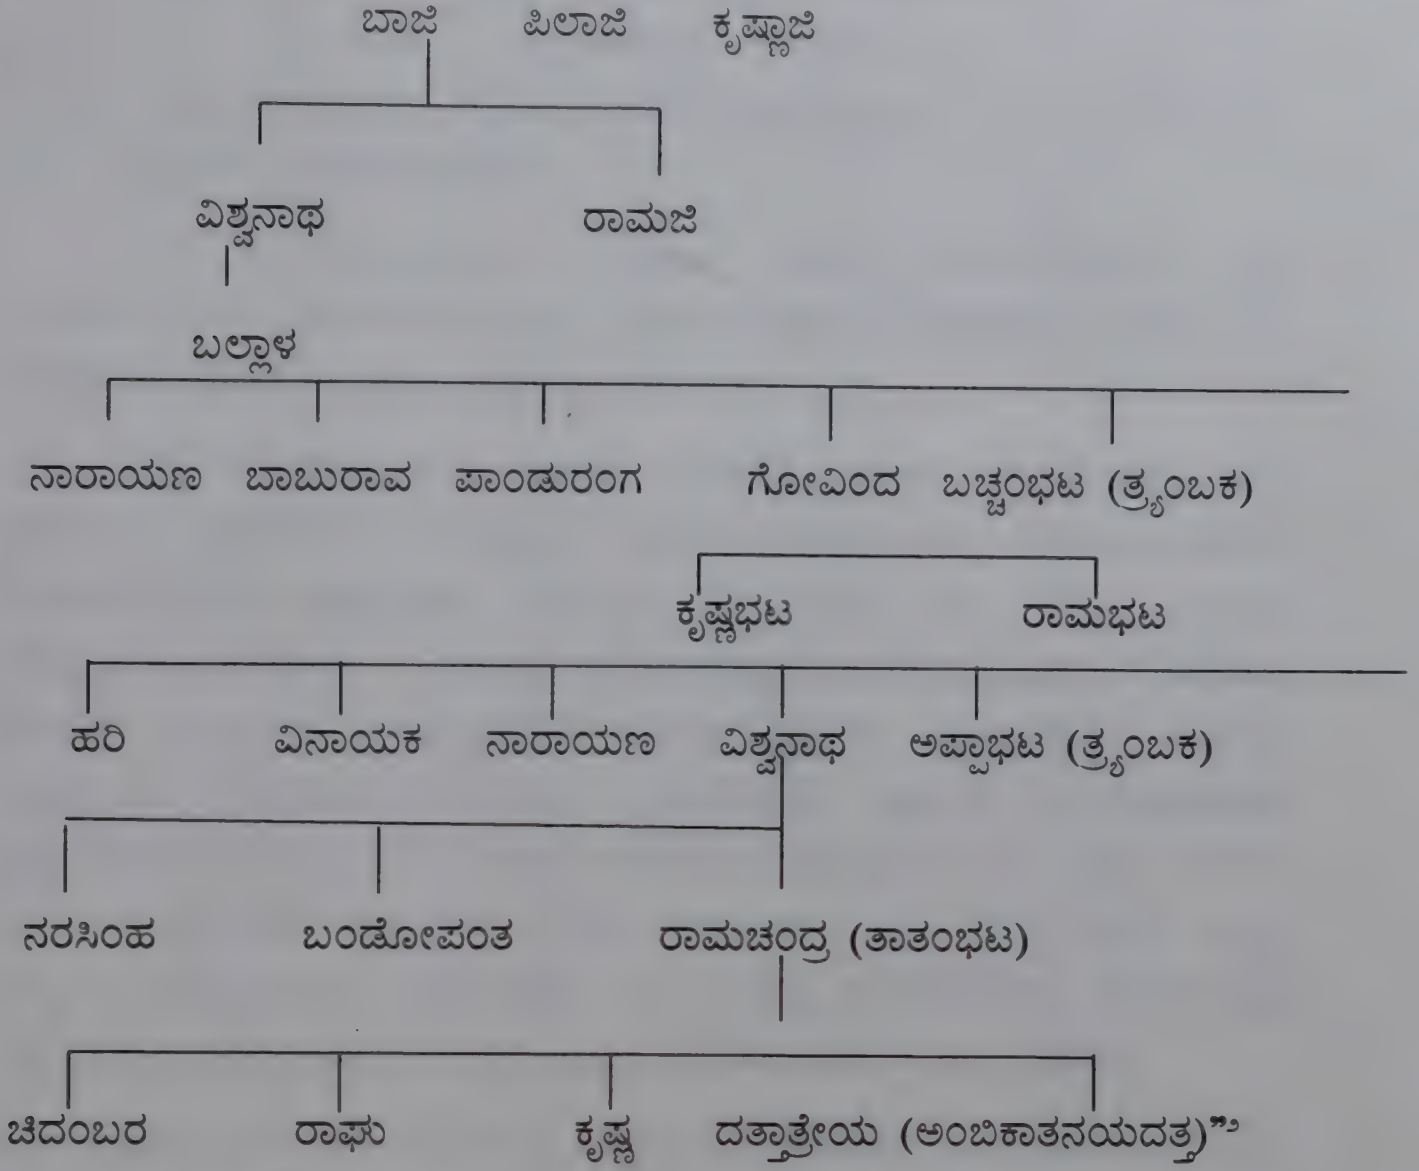 ಬಾಜಿ ಪಿಲಾಜಿ ಕೃಷ್ಣಾಜಿ
ವಿಶ್ವನಾಥ ರಾಮಜಿ
ಬಲ್ಲಾಳ
ನಾರಾಯಣ ಬಾಬುರಾವ ಪಾಂಡುರಂಗ ಗೋವಿಂದ ಬಚ್ಚಂಭಟ (ತ್ರ್ಯಂಬಕ)
ಕೃಷ್ಣಭಟ ರಾಮಭಟ
ಹರಿ ವಿನಾಯಕ ನಾರಾಯಣ ವಿಶ್ವನಾಥ ಅಪ್ಪಾಭಟ (ತ್ರ್ಯಂಬಕ)
ನರಸಿಂಹ ಬಂಡೋಪಂತ ರಾಮಚಂದ್ರ (ತಾತಂಭಟ)
ಚಿದಂಬರ ರಾಘು ಕೃಷ್ಣ ದತ್ತಾತ್ರೇಯ (ಅಂಬಿಕಾತನಯದತ್ತ)